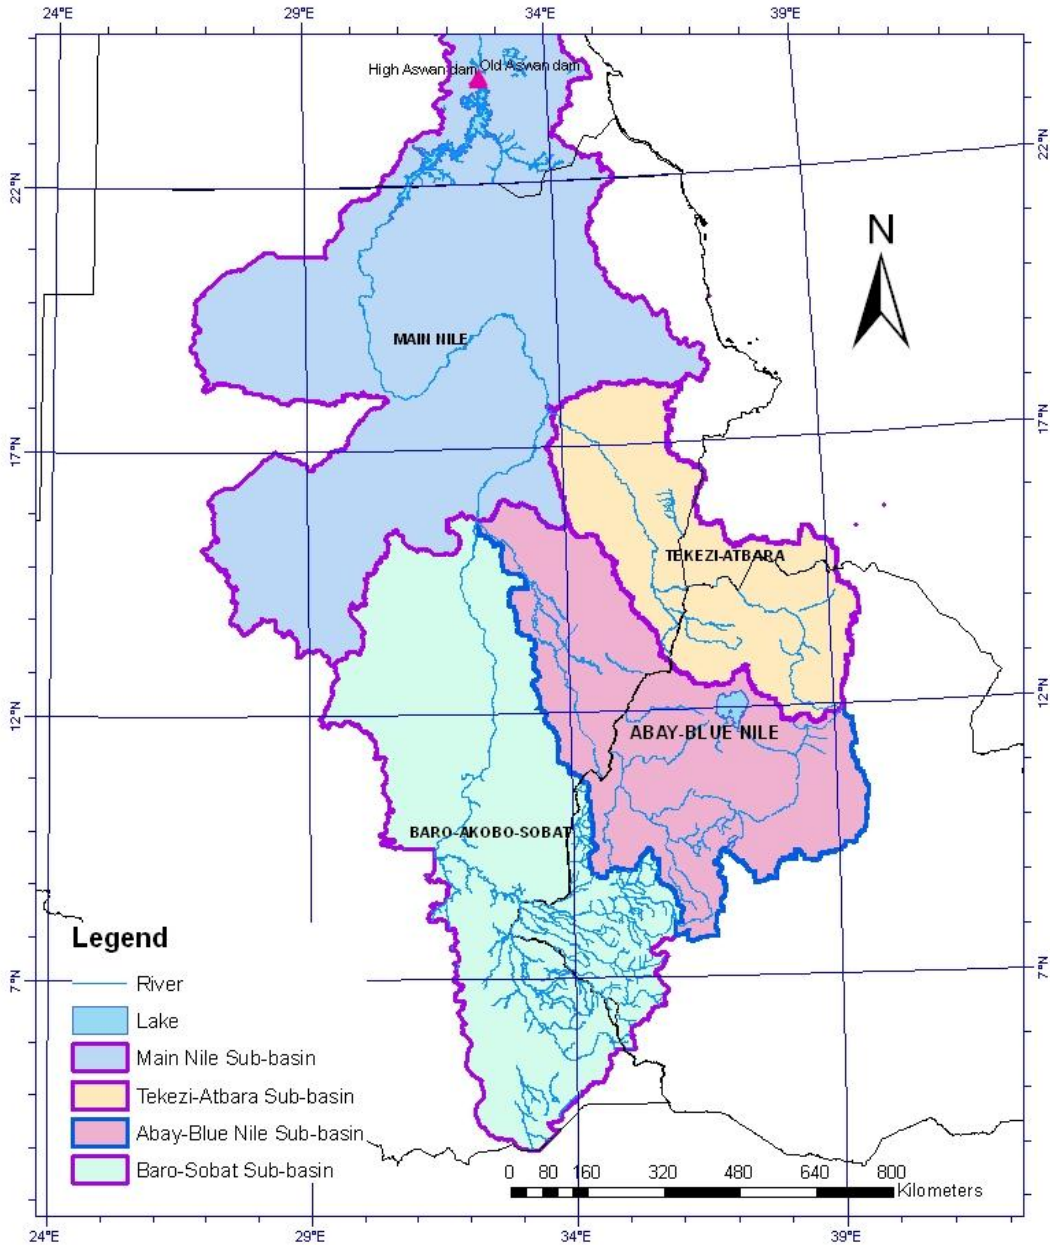 24°E 29°E 34°E 39°E
High Aswan dam Old Aswan dam
22°N 22°N
N
MAIN NILE
17°N 17°N
TEKEZI-ATBARA
12°N 12°N
ABAY-BLUE NILE
BARO-AKOBO-SOBAT
Legend
River
7°N 7°N
Lake
Main Nile Sub-basin
Tekezi-Atbara Sub-basin
Abay-Blue Nile Sub-basin
Baro-Sobat Sub-basin
0 80 160 320 480 640 800
Kilometers
24°E 29°E 34°E 39°E